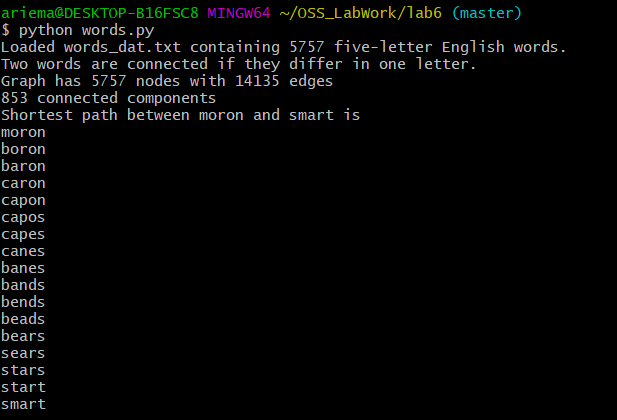 ariema@DESKTOP-B16FSC8 MINGW64 ~/OSS_LabWork/lab6 (master)
$ python words.py
Loaded words_dat.txt containing 5757 five-letter English words.
Two words are connected if they differ in one letter.
Graph has 5757 nodes with 14135 edges
853 connected components
Shortest path between moron and smart is
moron
boron
baron
caron
capon
capos
capes
canes
banes
bands
bends
beads
bears
sears
stars
start
smart